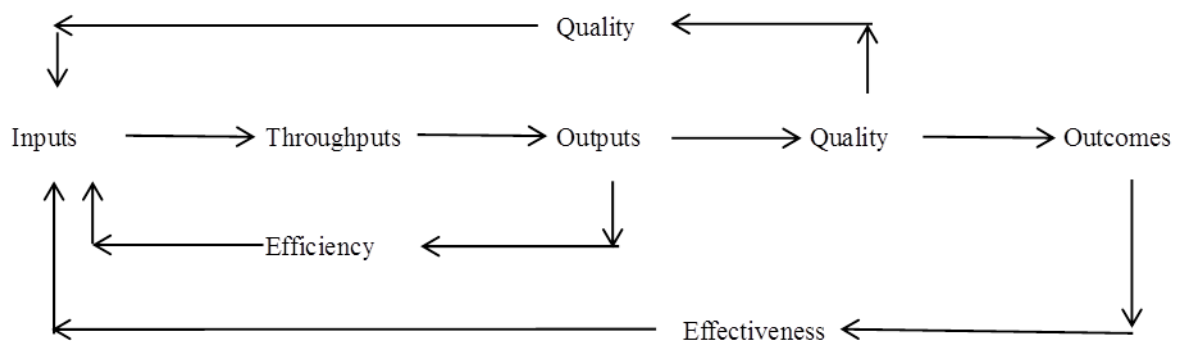 Quality
Inputs Throughputs Outputs Quality Outcomes
Efficiency
Effectiveness